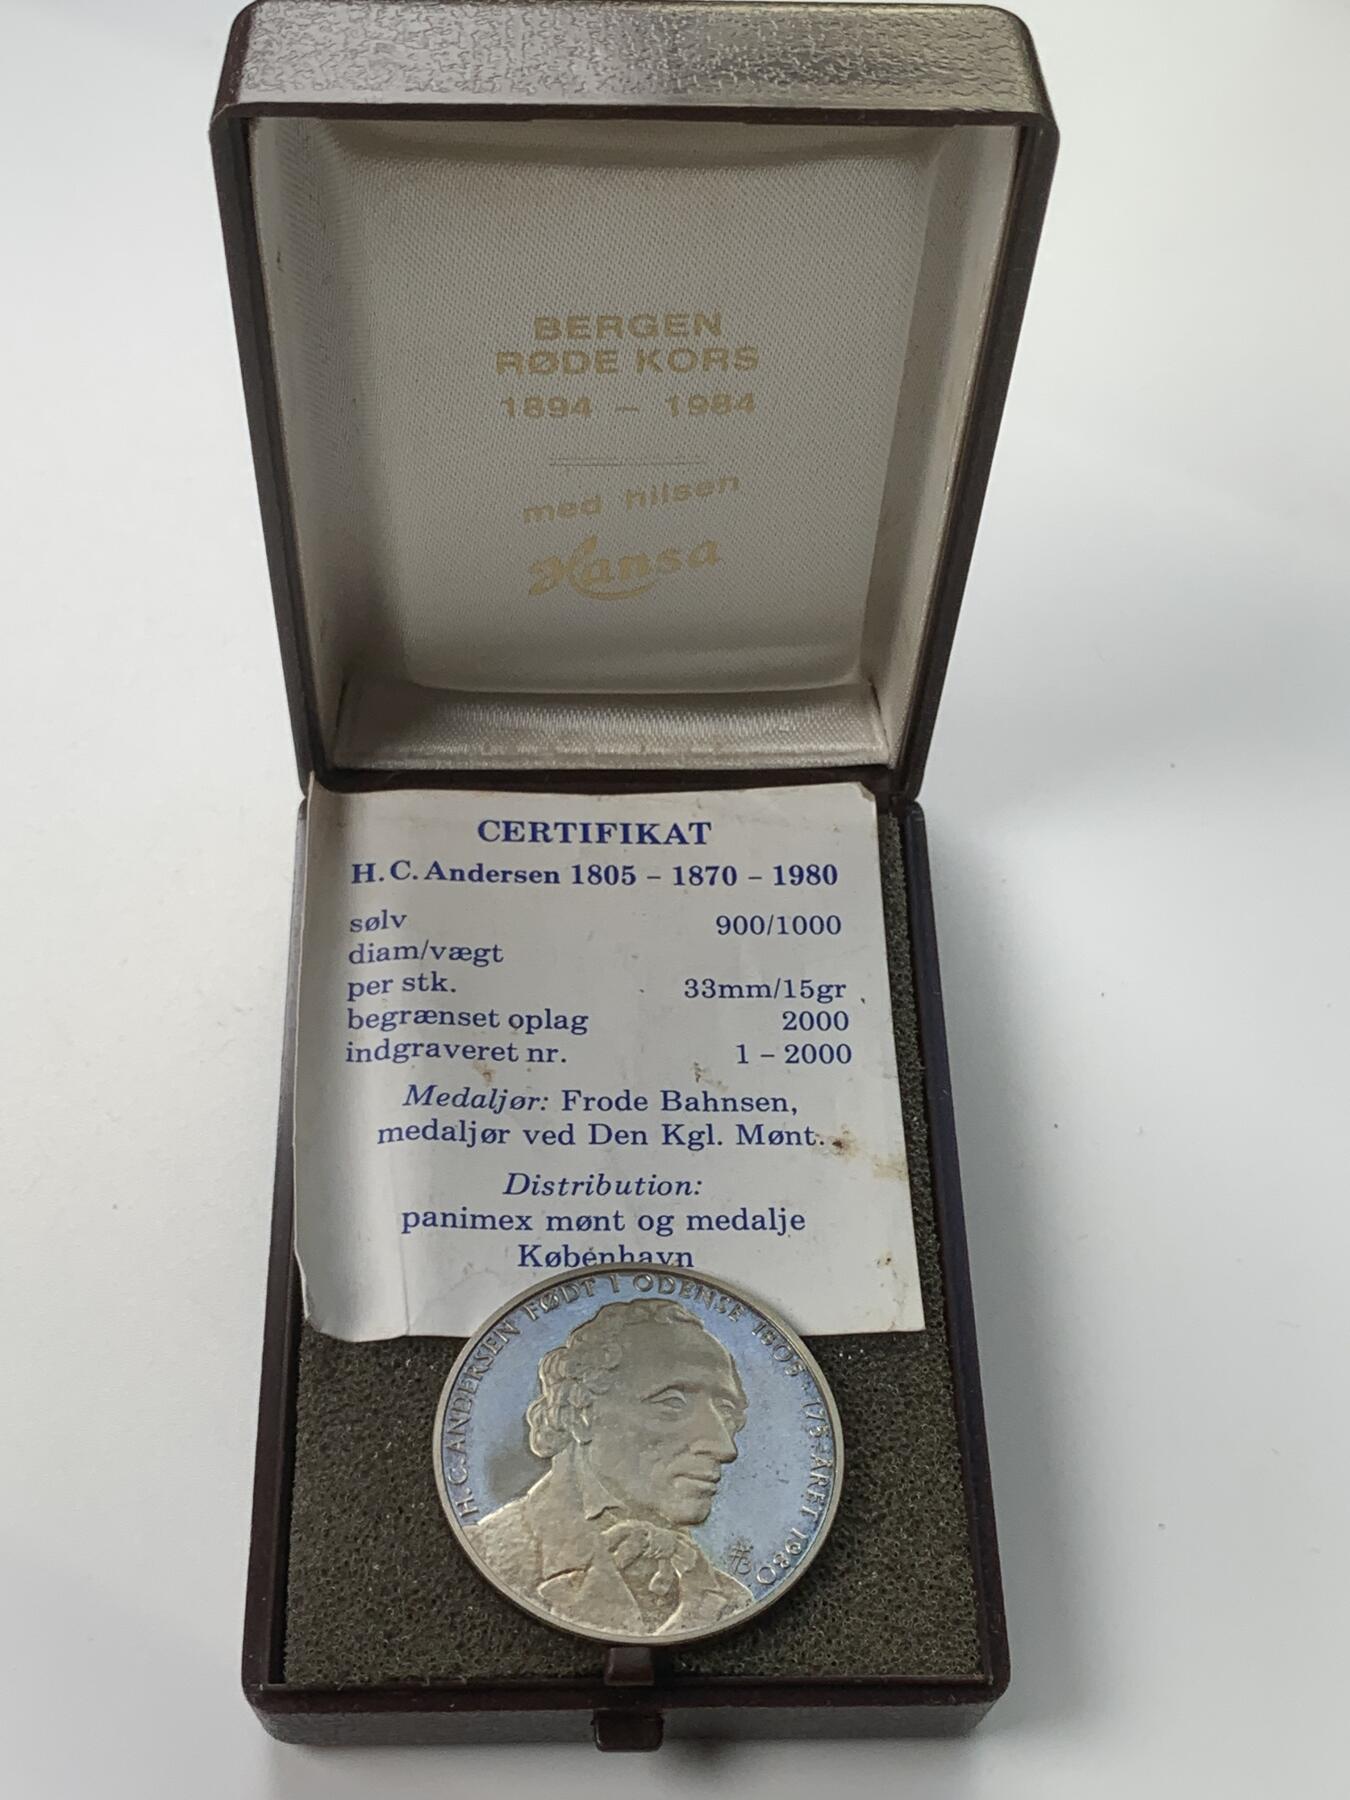 BERGEN
RØDE KORS
1894 – 1984
med hilsen
Hansa
CERTIFIKAT
H. C. Andersen 1805 – 1870 – 1980
sølv 900/1000
diam/vægt
per stk. 33mm/15gr
begrænset oplag 2000
indgraveret nr. 1 – 2000
Medaljør: Frode Bahnsen,
medaljør ved Den Kgl. Mønt.
Distribution:
panimex mønt og medalje
København
H.C. ANDERSEN FØDT I ODENSE 1805 · 175-ÅRET 1980